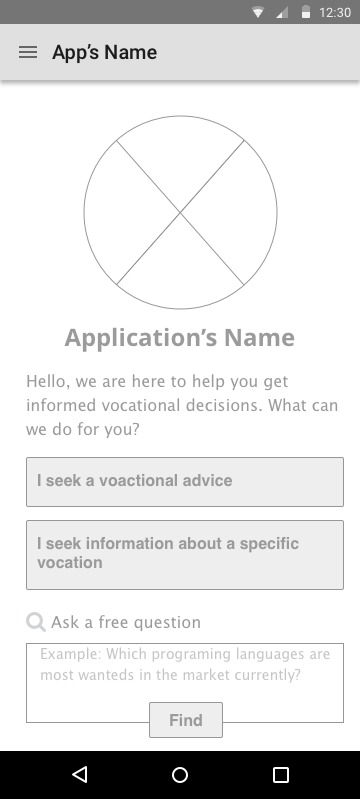 12:30
App’s Name
Application’s Name
Hello, we are here to help you get
informed vocational decisions. What can
we do for you?
I seek a voactional advice
I seek information about a specific
vocation
Ask a free question
Example: Which programing languages are
most wanteds in the market currently?
Find